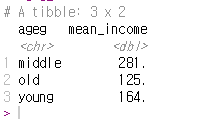 # A tibble: 3 x 2
ageg mean_income
<chr> <dbl>
1 middle 281.
2 old 125.
3 young 164.
>